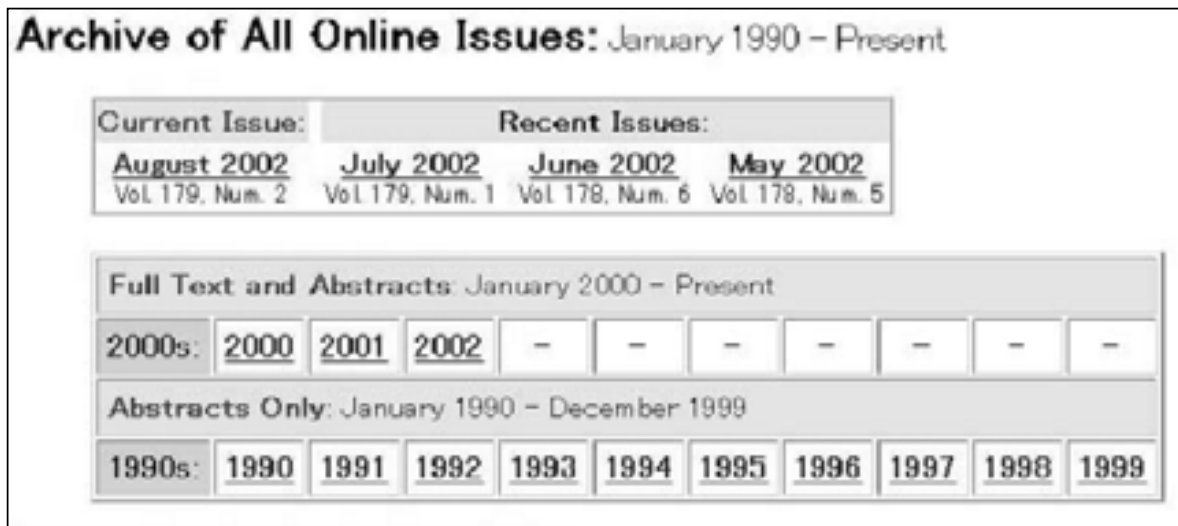 Archive of All Online Issues: January 1990 – Present
Current Issue: Recent Issues:
August 2002 July 2002 June 2002 May 2002
Vol. 179, Num. 2 Vol. 179, Num. 1 Vol. 178, Num. 6 Vol. 178, Num. 5
Full Text and Abstracts: January 2000 – Present
2000s: 2000 2001 2002 – – – – – – –
Abstracts Only: January 1990 – December 1999
1990s: 1990 1991 1992 1993 1994 1995 1996 1997 1998 1999